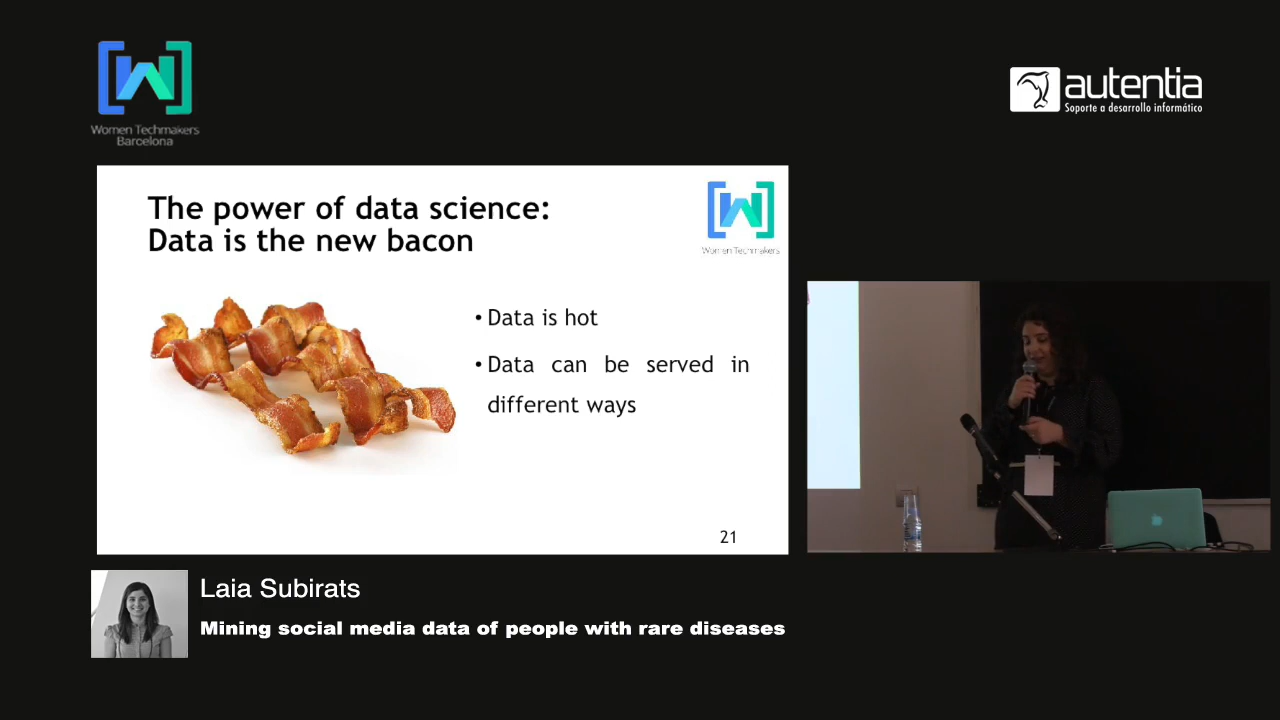 Women Techmakers
Barcelona
autentia
Soporte a desarrollo informático
The power of data science:
Data is the new bacon
Women Techmakers
• Data is hot
• Data can be served in
different ways
21
Laia Subirats
Mining social media data of people with rare diseases